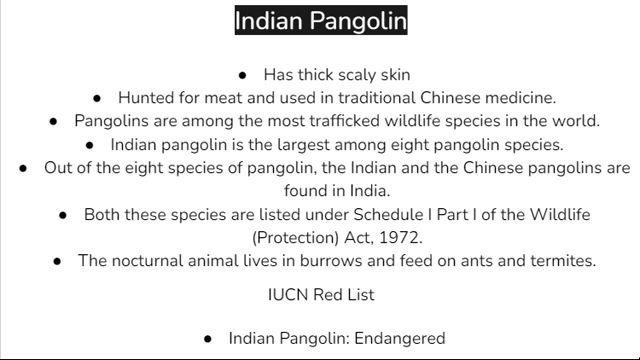 Indian Pangolin
● Has thick scaly skin
● Hunted for meat and used in traditional Chinese medicine.
● Pangolins are among the most trafficked wildlife species in the world.
● Indian pangolin is the largest among eight pangolin species.
● Out of the eight species of pangolin, the Indian and the Chinese pangolins are
found in India.
● Both these species are listed under Schedule I Part I of the Wildlife
(Protection) Act, 1972.
● The nocturnal animal lives in burrows and feed on ants and termites.
IUCN Red List
● Indian Pangolin: Endangered